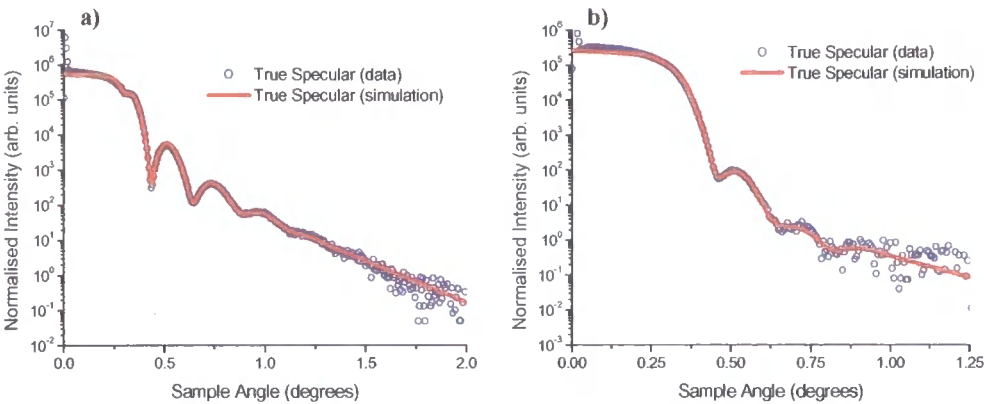 a)
10^7
10^6
10^5
10^4
10^3
10^2
10^1
10^0
10^-1
10^-2
Normalised Intensity (arb. units)
True Specular (data)
True Specular (simulation)
0.0 0.5 1.0 1.5 2.0
Sample Angle (degrees)
b)
10^6
10^5
10^4
10^3
10^2
10^1
10^0
10^-1
10^-2
10^-3
Normalised Intensity (arb. units)
True Specular (data)
True Specular (simulation)
0.00 0.25 0.50 0.75 1.00 1.25
Sample Angle (degrees)